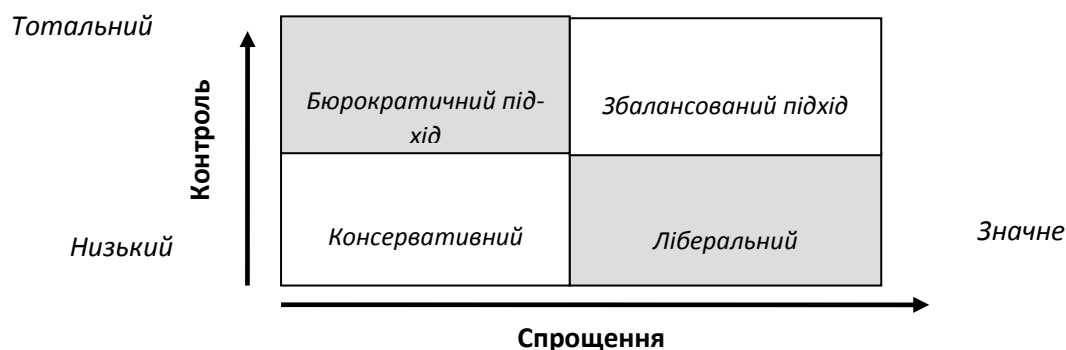 Тотальний
Бюрократичний під-
хід
Збалансований підхід
Контроль
Низький
Консервативний
Ліберальний
Значне
Спрощення